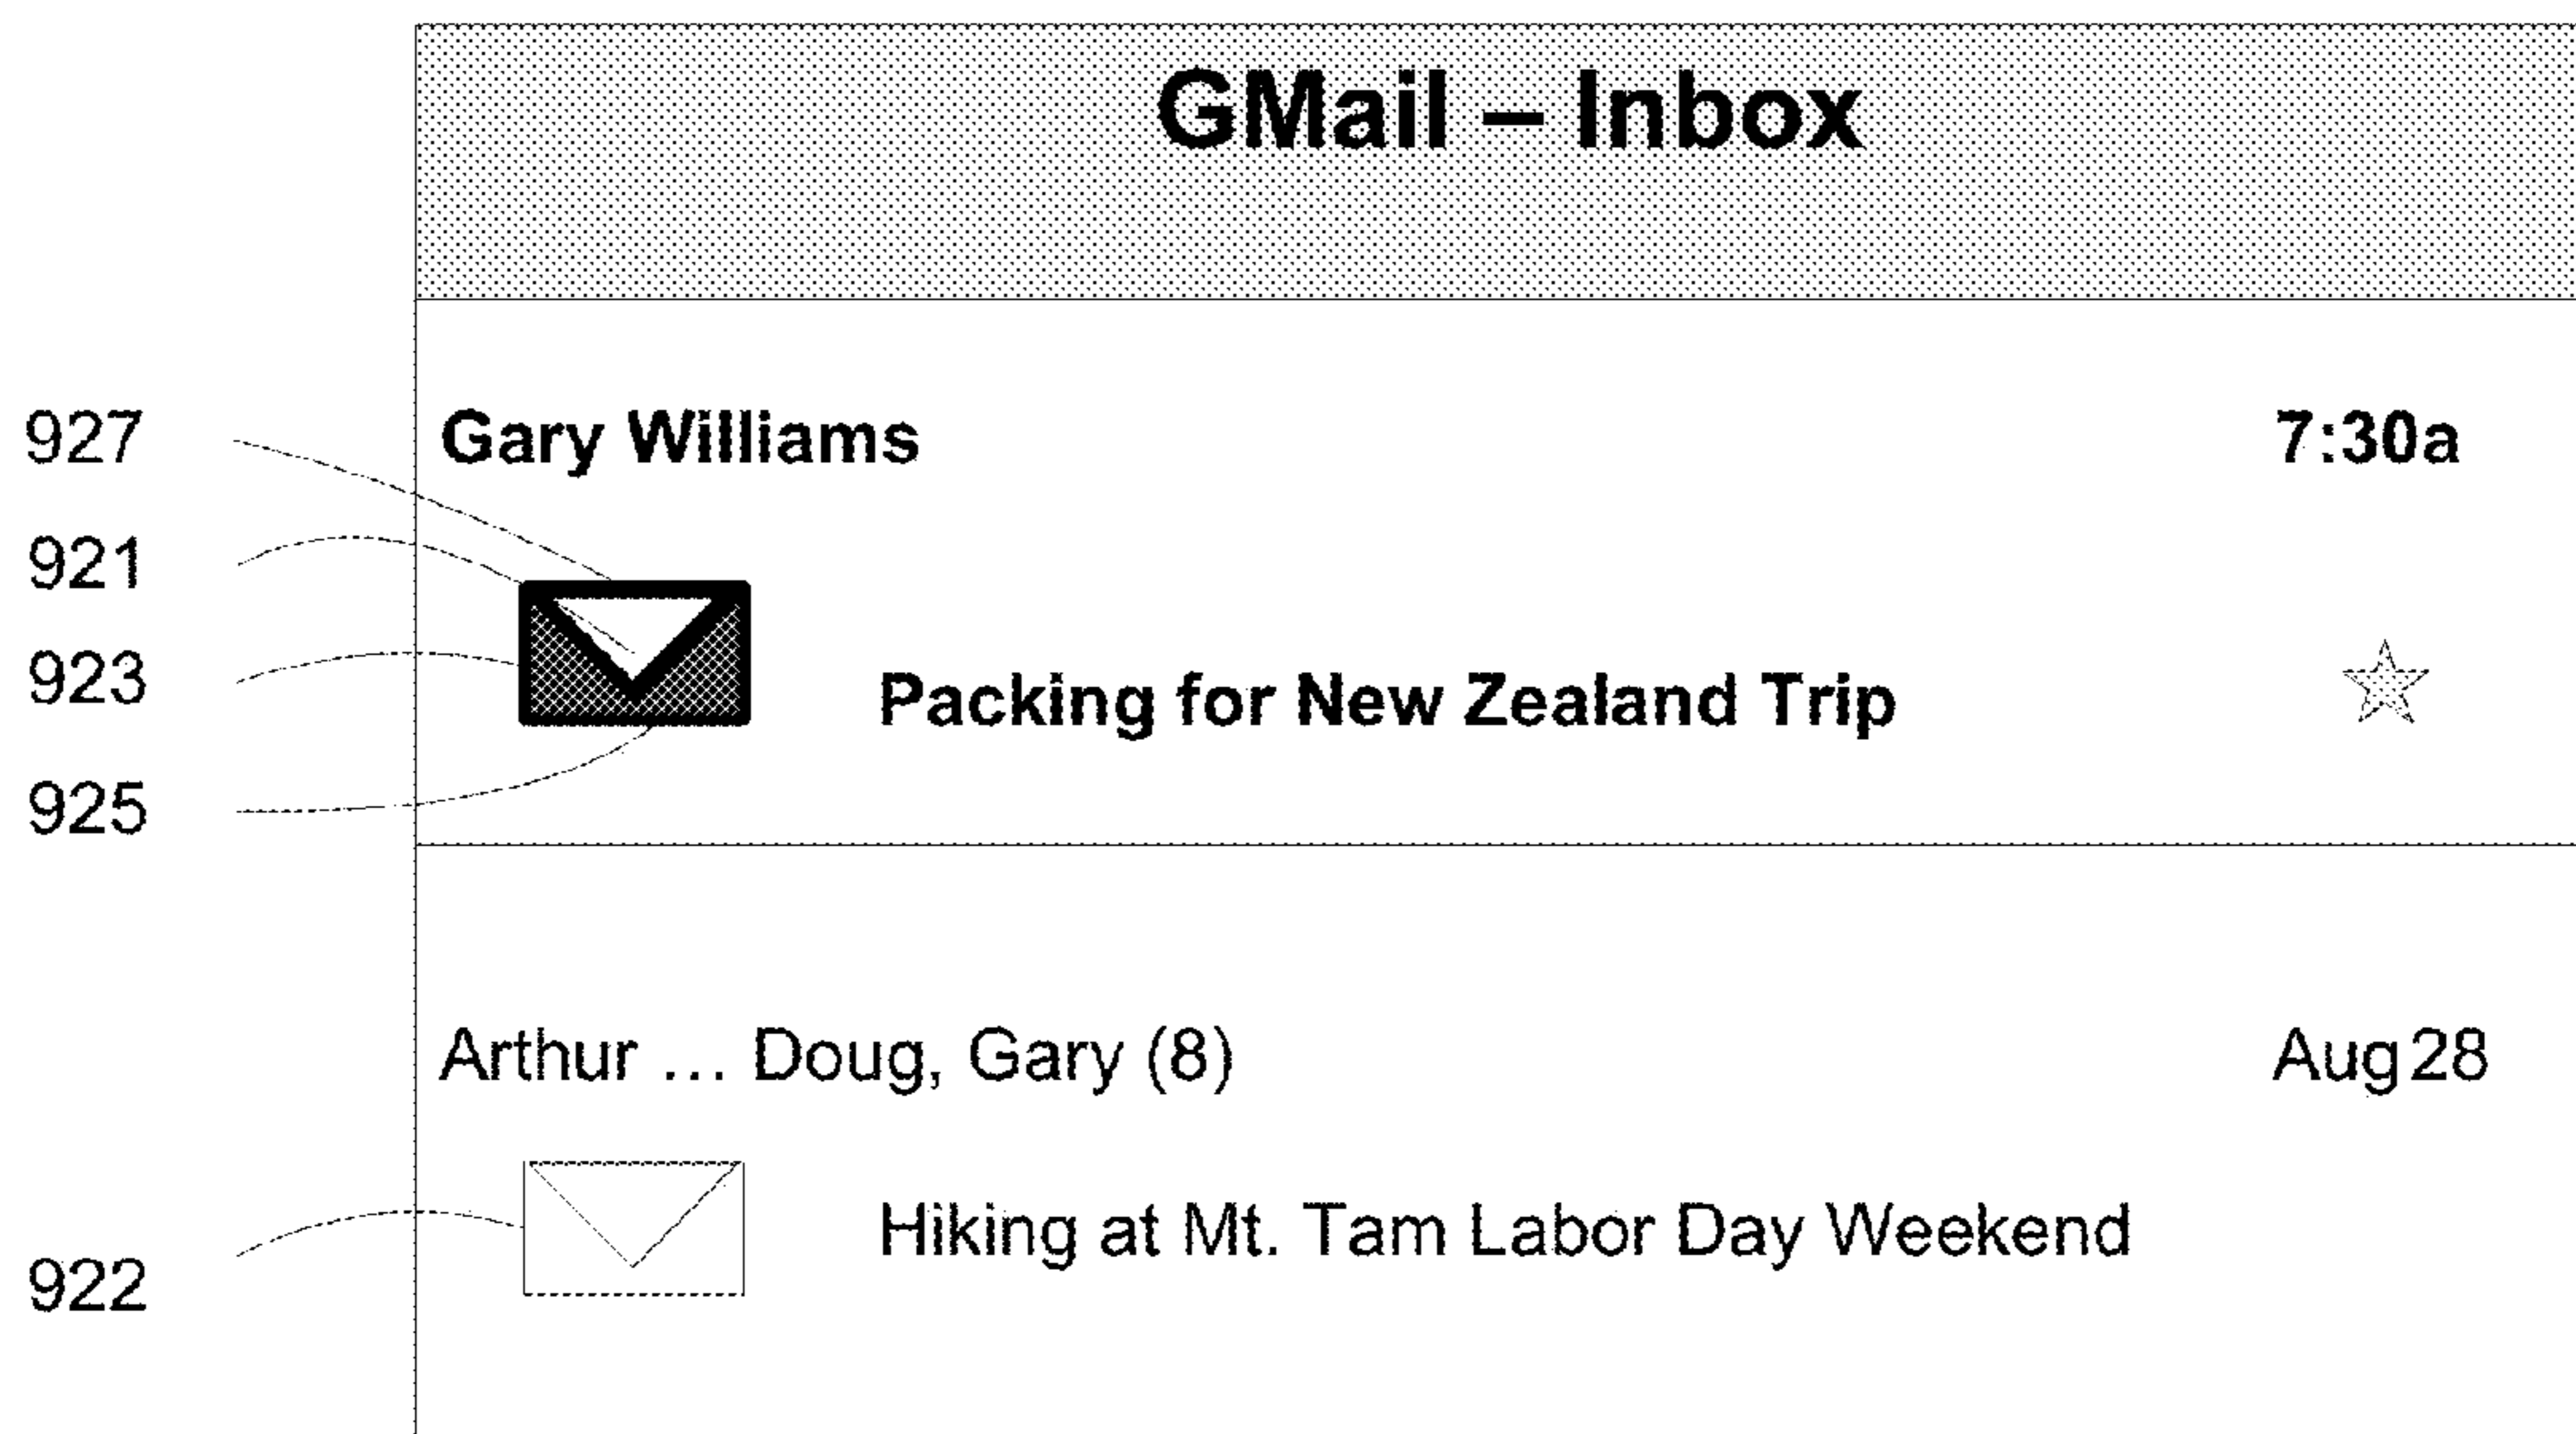 GMail – Inbox
927 Gary Williams 7:30a
921
923 Packing for New Zealand Trip
925
Arthur ... Doug, Gary (8) Aug 28
Hiking at Mt. Tam Labor Day Weekend
922